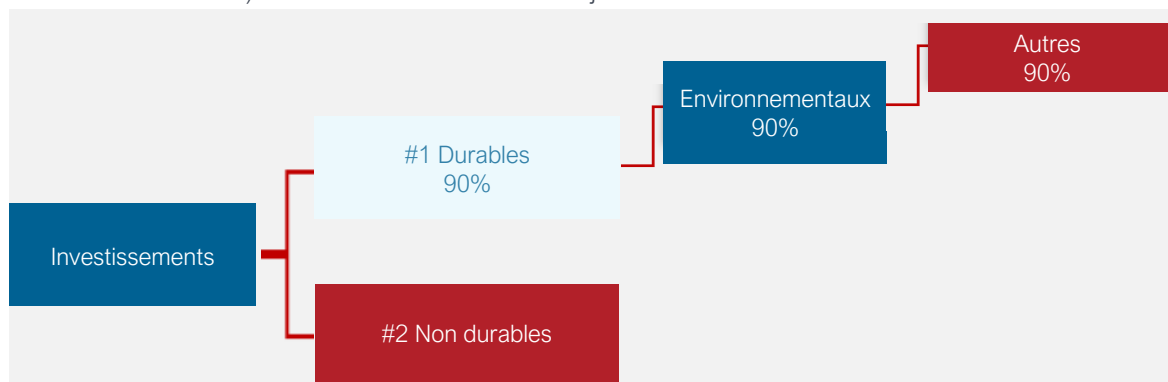 Investissements
#1 Durables
90%
#2 Non durables
Environnementaux
90%
Autres
90%